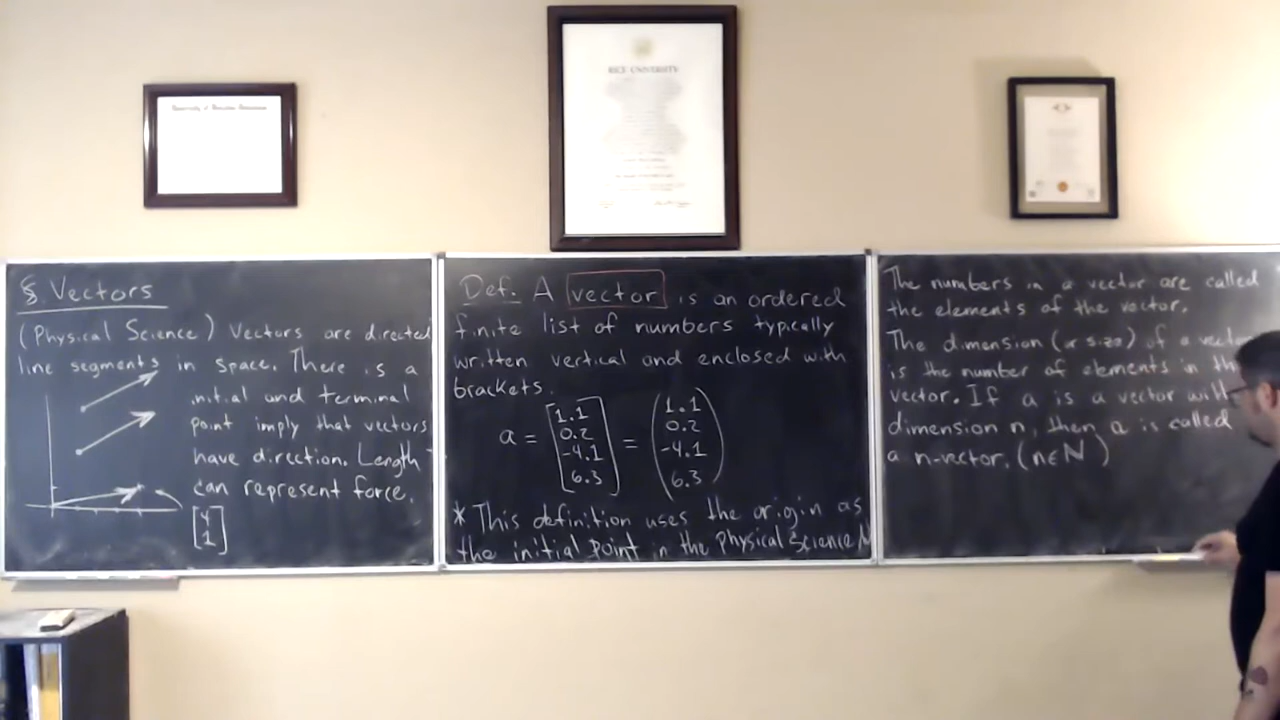 RICE UNIVERSITY
§ Vectors
(Physical Science) Vectors are directed
line segments in space. There is a
initial and terminal
point imply that vectors
have direction. Length
can represent force.
[4
1]
Def. A vector is an ordered
finite list of numbers typically
written vertical and enclosed with
brackets.
a = [1.1 0.2 -4.1 6.3] = (1.1 0.2 -4.1 6.3)
* This definition uses the origin as
the initial point in the Physical Science
The numbers in a vector are called
the elements of the vector.
The dimension (or size) of a
is the number of elements in
vector. If a is a vector with
dimension n, then a is called
a n-vector. (n∈ℕ)